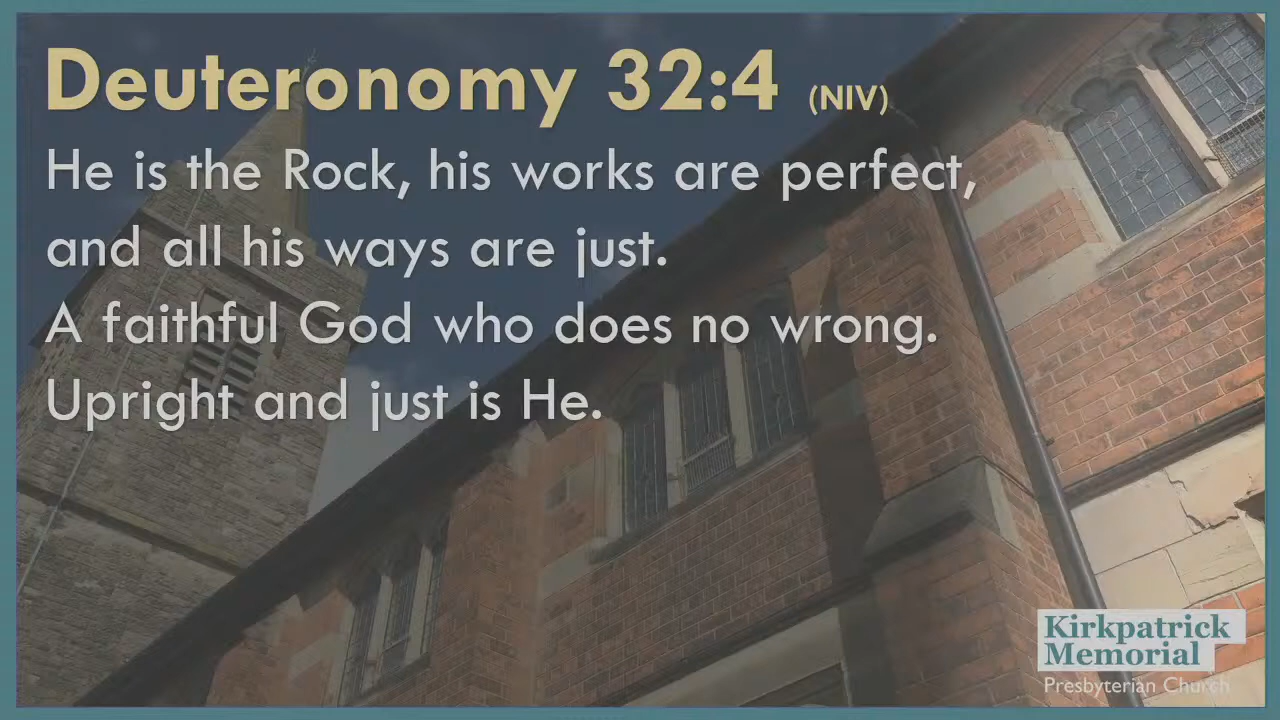 Deuteronomy 32:4 (NIV)
He is the Rock, his works are perfect,
and all his ways are just.
A faithful God who does no wrong.
Upright and just is He.
Kirkpatrick
Memorial
Presbyterian Church